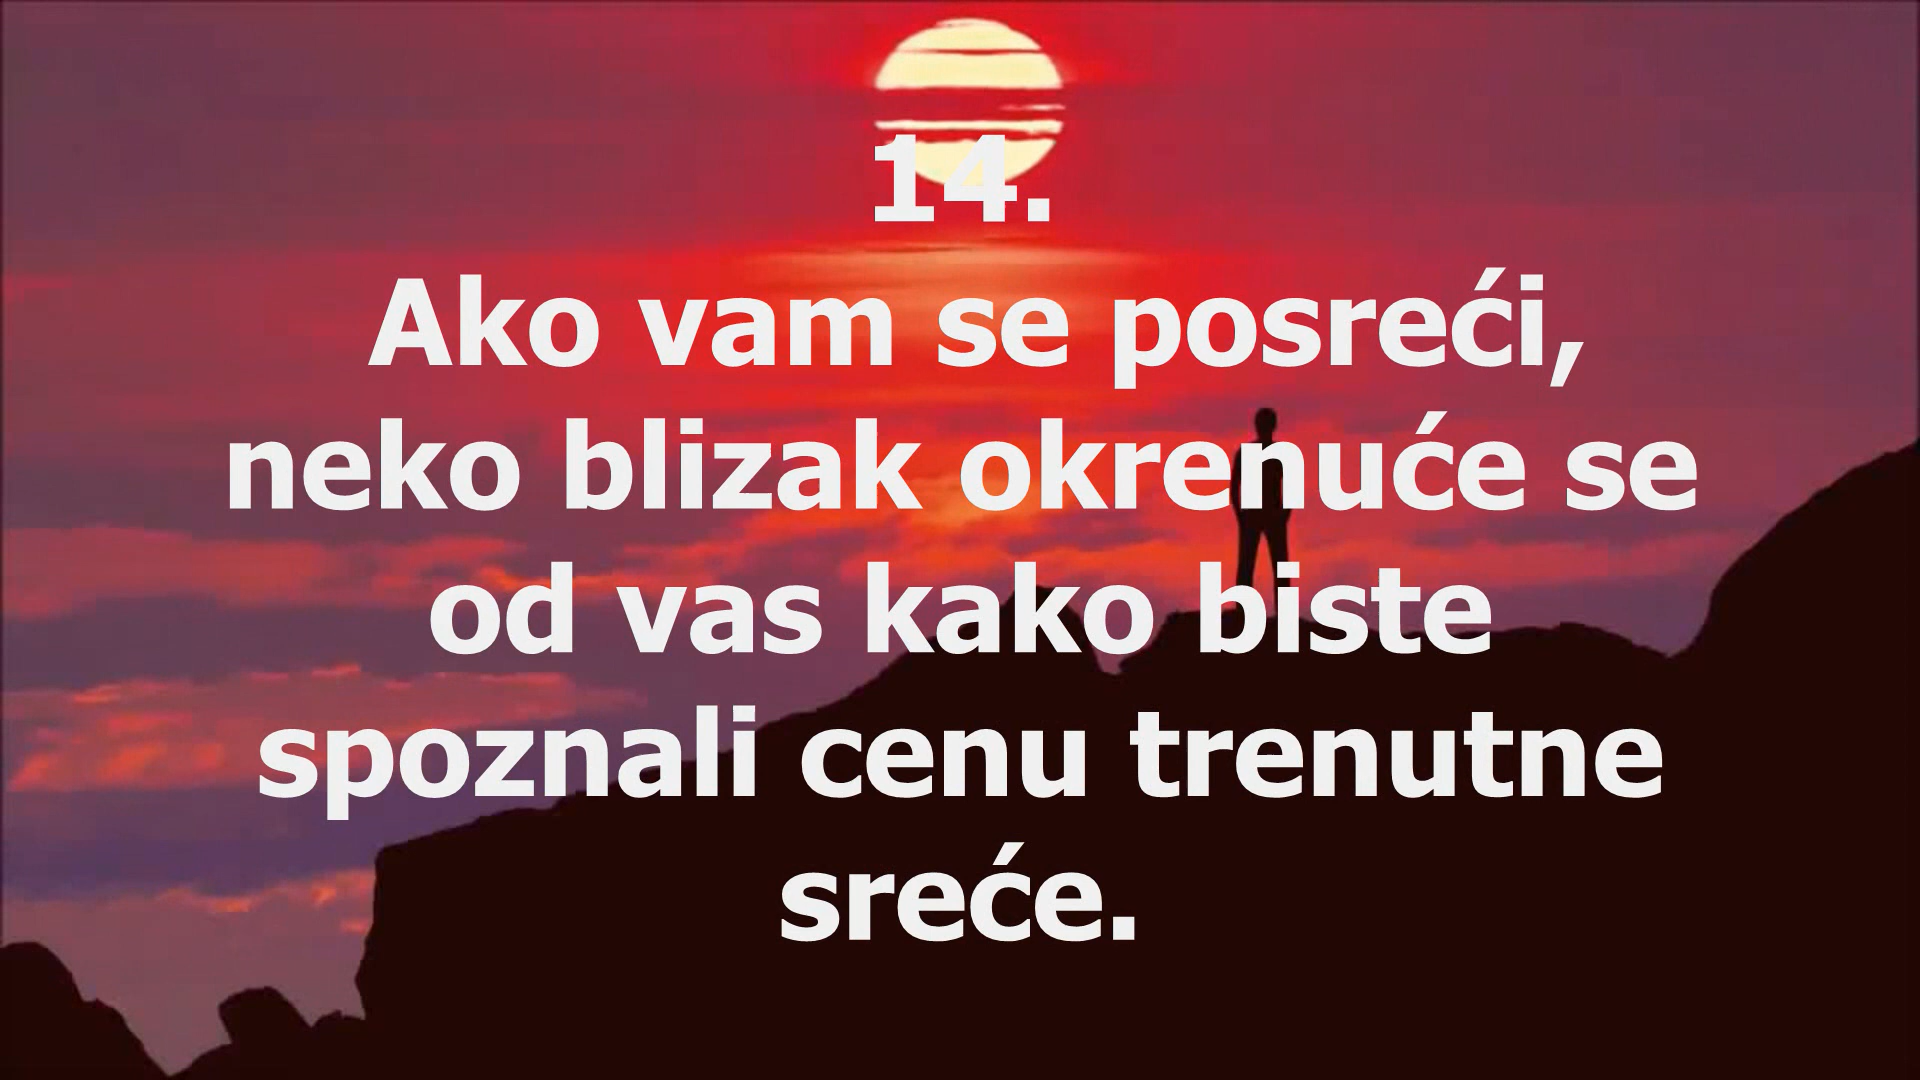 14.
Ako vam se posreći,
neko blizak okrenuće se
od vas kako biste
spoznali cenu trenutne
sreće.